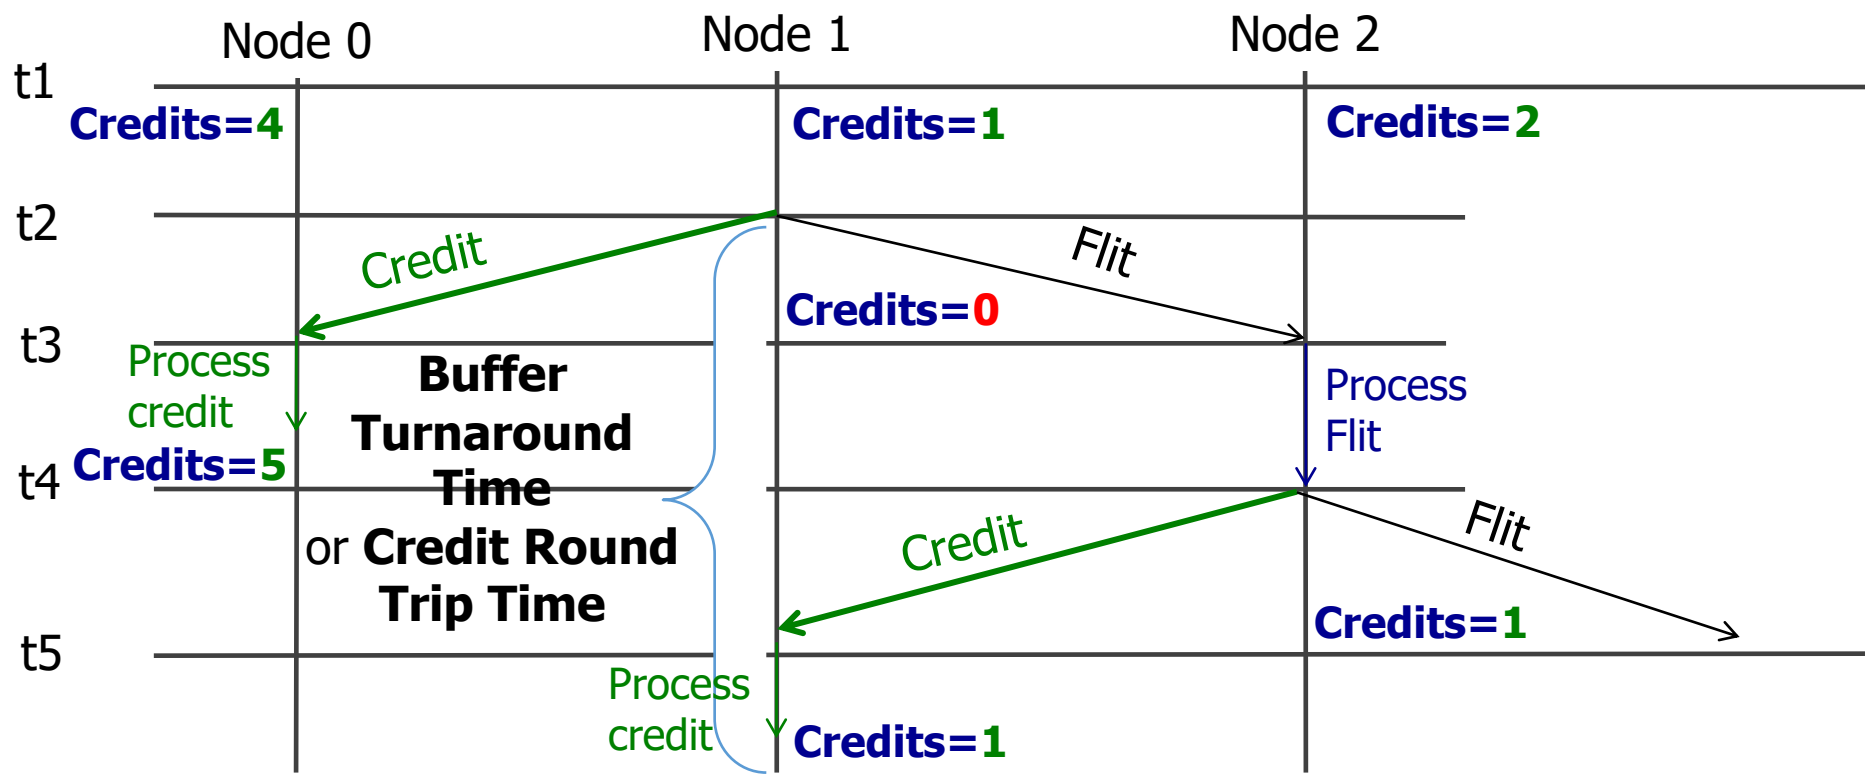 Node 0
Node 1
Node 2
t1
Credits=4
Credits=1
Credits=2
t2
Credit
Flit
Credits=0
t3
Process
credit
Buffer
Turnaround
Time
or Credit Round
Trip Time
Process
Flit
Credits=5
t4
Credit
Flit
Credits=1
t5
Process
credit
Credits=1